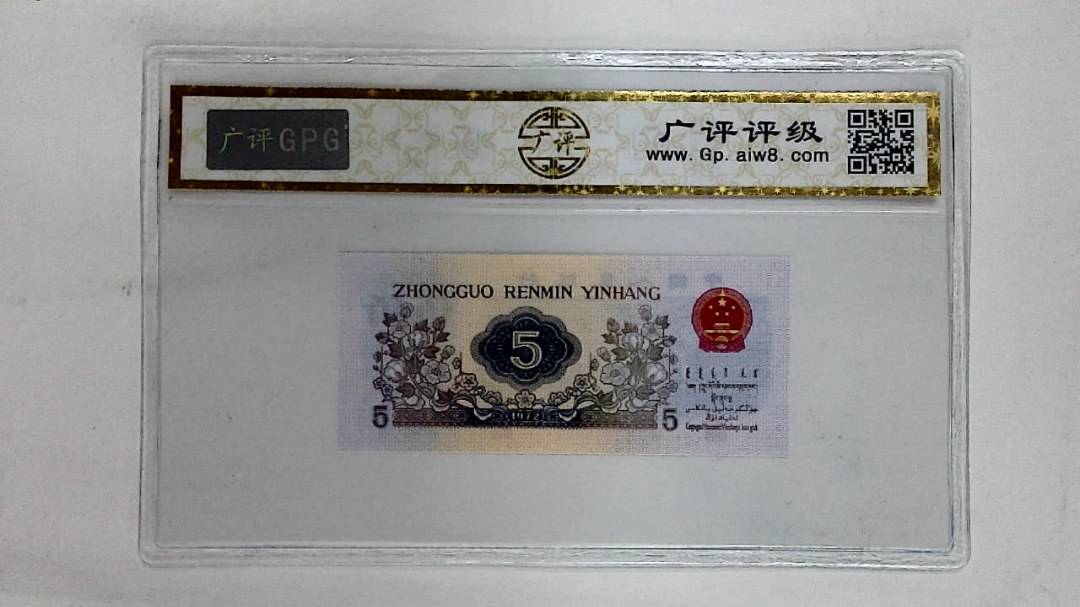 广评GPG
广评
广评评级
www. Gp. aiw8. com
ZHONGGUO RENMIN YINHANG
5
5
5
1972